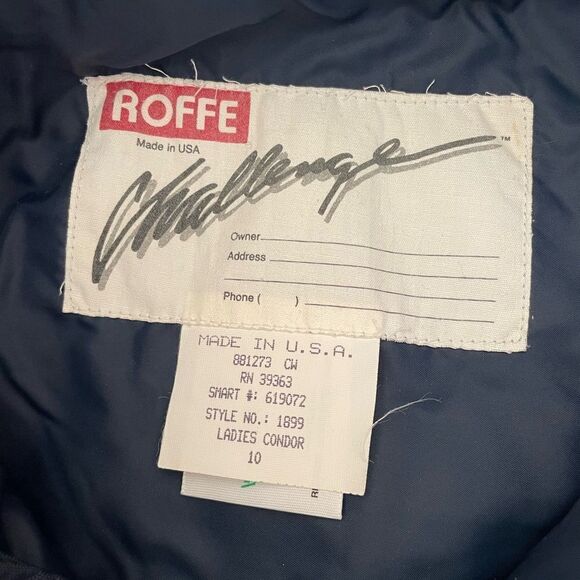 ROFFE
Made in USA
Challenge ™
Owner
Address
Phone ( )
MADE IN U.S.A.
881273 CW
RN 39363
SMART #: 619072
STYLE NO.: 1899
LADIES CONDOR
10